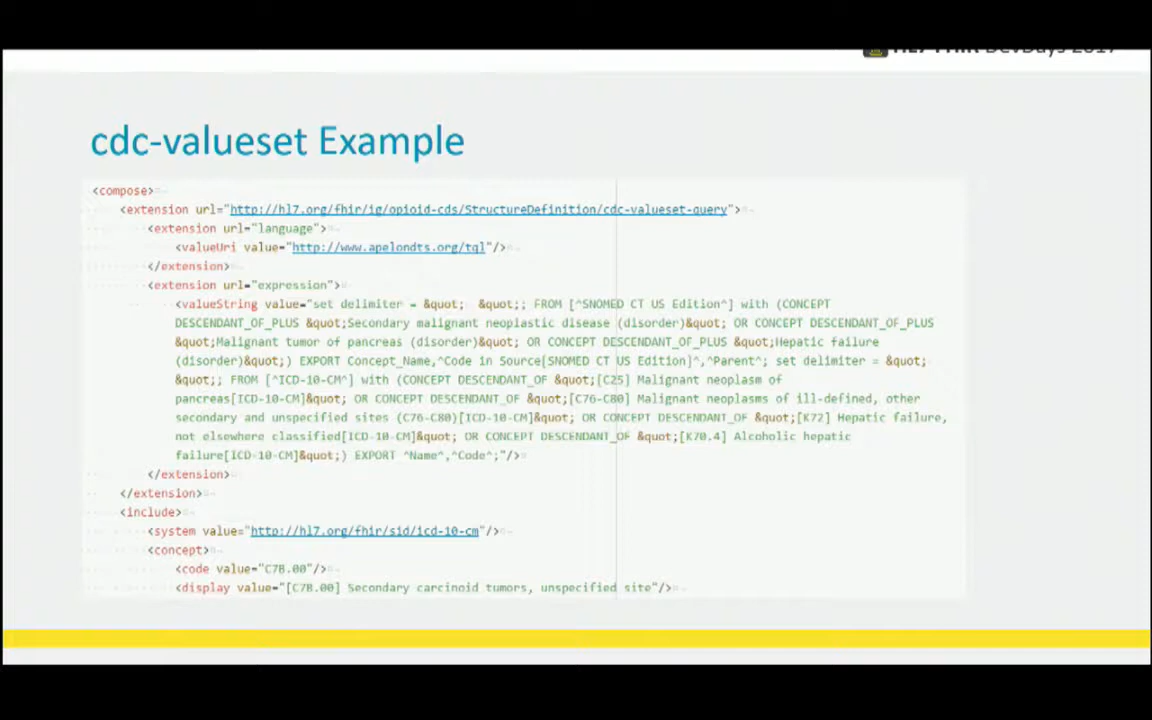 HL7 FHIR DevDays 2017
cdc-valueset Example
<compose>
<extension url="http://hl7.org/fhir/ig/opioid-cds/StructureDefinition/cdc-valueset-query">
<extension url="language">
<valueUri value="http://www.apelondts.org/tql"/>
</extension>
<extension url="expression">
<valueString value="set delimiter = &quot;  &quot;; FROM [^SNOMED CT US Edition^] with (CONCEPT
DESCENDANT_OF_PLUS &quot;Secondary malignant neoplastic disease (disorder)&quot; OR CONCEPT DESCENDANT_OF_PLUS
&quot;Malignant tumor of pancreas (disorder)&quot; OR CONCEPT DESCENDANT_OF_PLUS &quot;Hepatic failure
(disorder)&quot;) EXPORT Concept_Name,^Code in Source[SNOMED CT US Edition]^,^Parent^; set delimiter = &quot;
&quot;; FROM [^ICD-10-CM^] with (CONCEPT DESCENDANT_OF &quot;[C25] Malignant neoplasm of
pancreas[ICD-10-CM]&quot; OR CONCEPT DESCENDANT_OF &quot;[C76-C80] Malignant neoplasms of ill-defined, other
secondary and unspecified sites (C76-C80)[ICD-10-CM]&quot; OR CONCEPT DESCENDANT_OF &quot;[K72] Hepatic failure,
not elsewhere classified[ICD-10-CM]&quot; OR CONCEPT DESCENDANT_OF &quot;[K70.4] Alcoholic hepatic
failure[ICD-10-CM]&quot;) EXPORT ^Name^,^Code^;"/>
</extension>
</extension>
<include>
<system value="http://hl7.org/fhir/sid/icd-10-cm"/>
<concept>
<code value="C7B.00"/>
<display value="[C7B.00] Secondary carcinoid tumors, unspecified site"/>